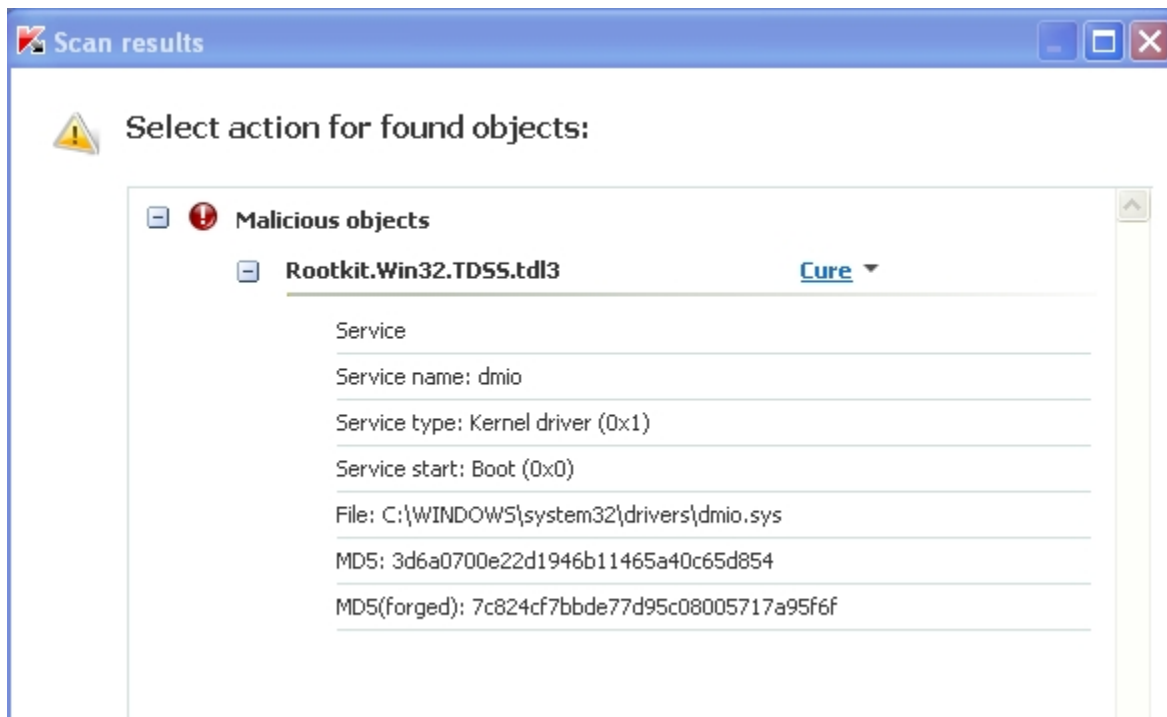 Scan results
Select action for found objects:
Malicious objects
Rootkit.Win32.TDSS.tdl3 Cure
Service
Service name: dmio
Service type: Kernel driver (0x1)
Service start: Boot (0x0)
File: C:\WINDOWS\system32\drivers\dmio.sys
MD5: 3d6a0700e22d1946b11465a40c65d854
MD5(forged): 7c824cf7bbde77d95c08005717a95f6f